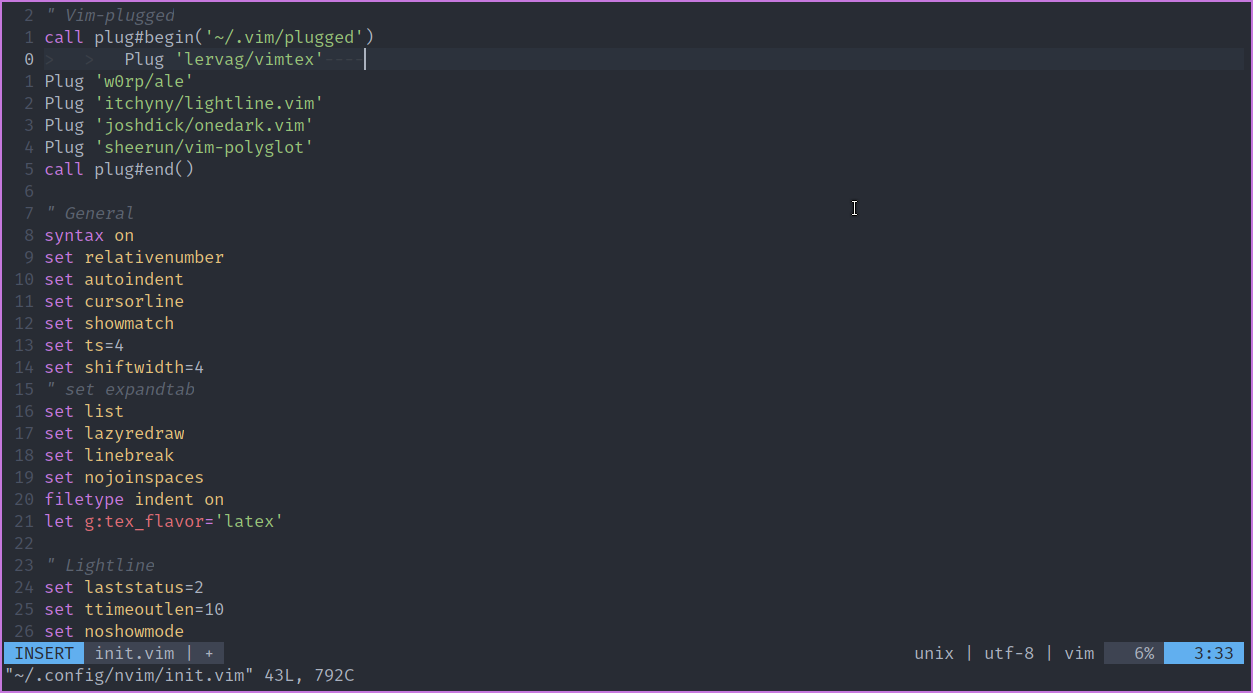 2 " Vim-plugged
1 call plug#begin('~/.vim/plugged')
0 >   >   Plug 'lervag/vimtex'----
1 Plug 'w0rp/ale'
2 Plug 'itchyny/lightline.vim'
3 Plug 'joshdick/onedark.vim'
4 Plug 'sheerun/vim-polyglot'
5 call plug#end()
6
7 " General
8 syntax on
9 set relativenumber
10 set autoindent
11 set cursorline
12 set showmatch
13 set ts=4
14 set shiftwidth=4
15 " set expandtab
16 set list
17 set lazyredraw
18 set linebreak
19 set nojoinspaces
20 filetype indent on
21 let g:tex_flavor='latex'
22
23 " Lightline
24 set laststatus=2
25 set ttimeoutlen=10
26 set noshowmode
INSERT init.vim | + unix | utf-8 | vim 6% 3:33
"~/.config/nvim/init.vim" 43L, 792C